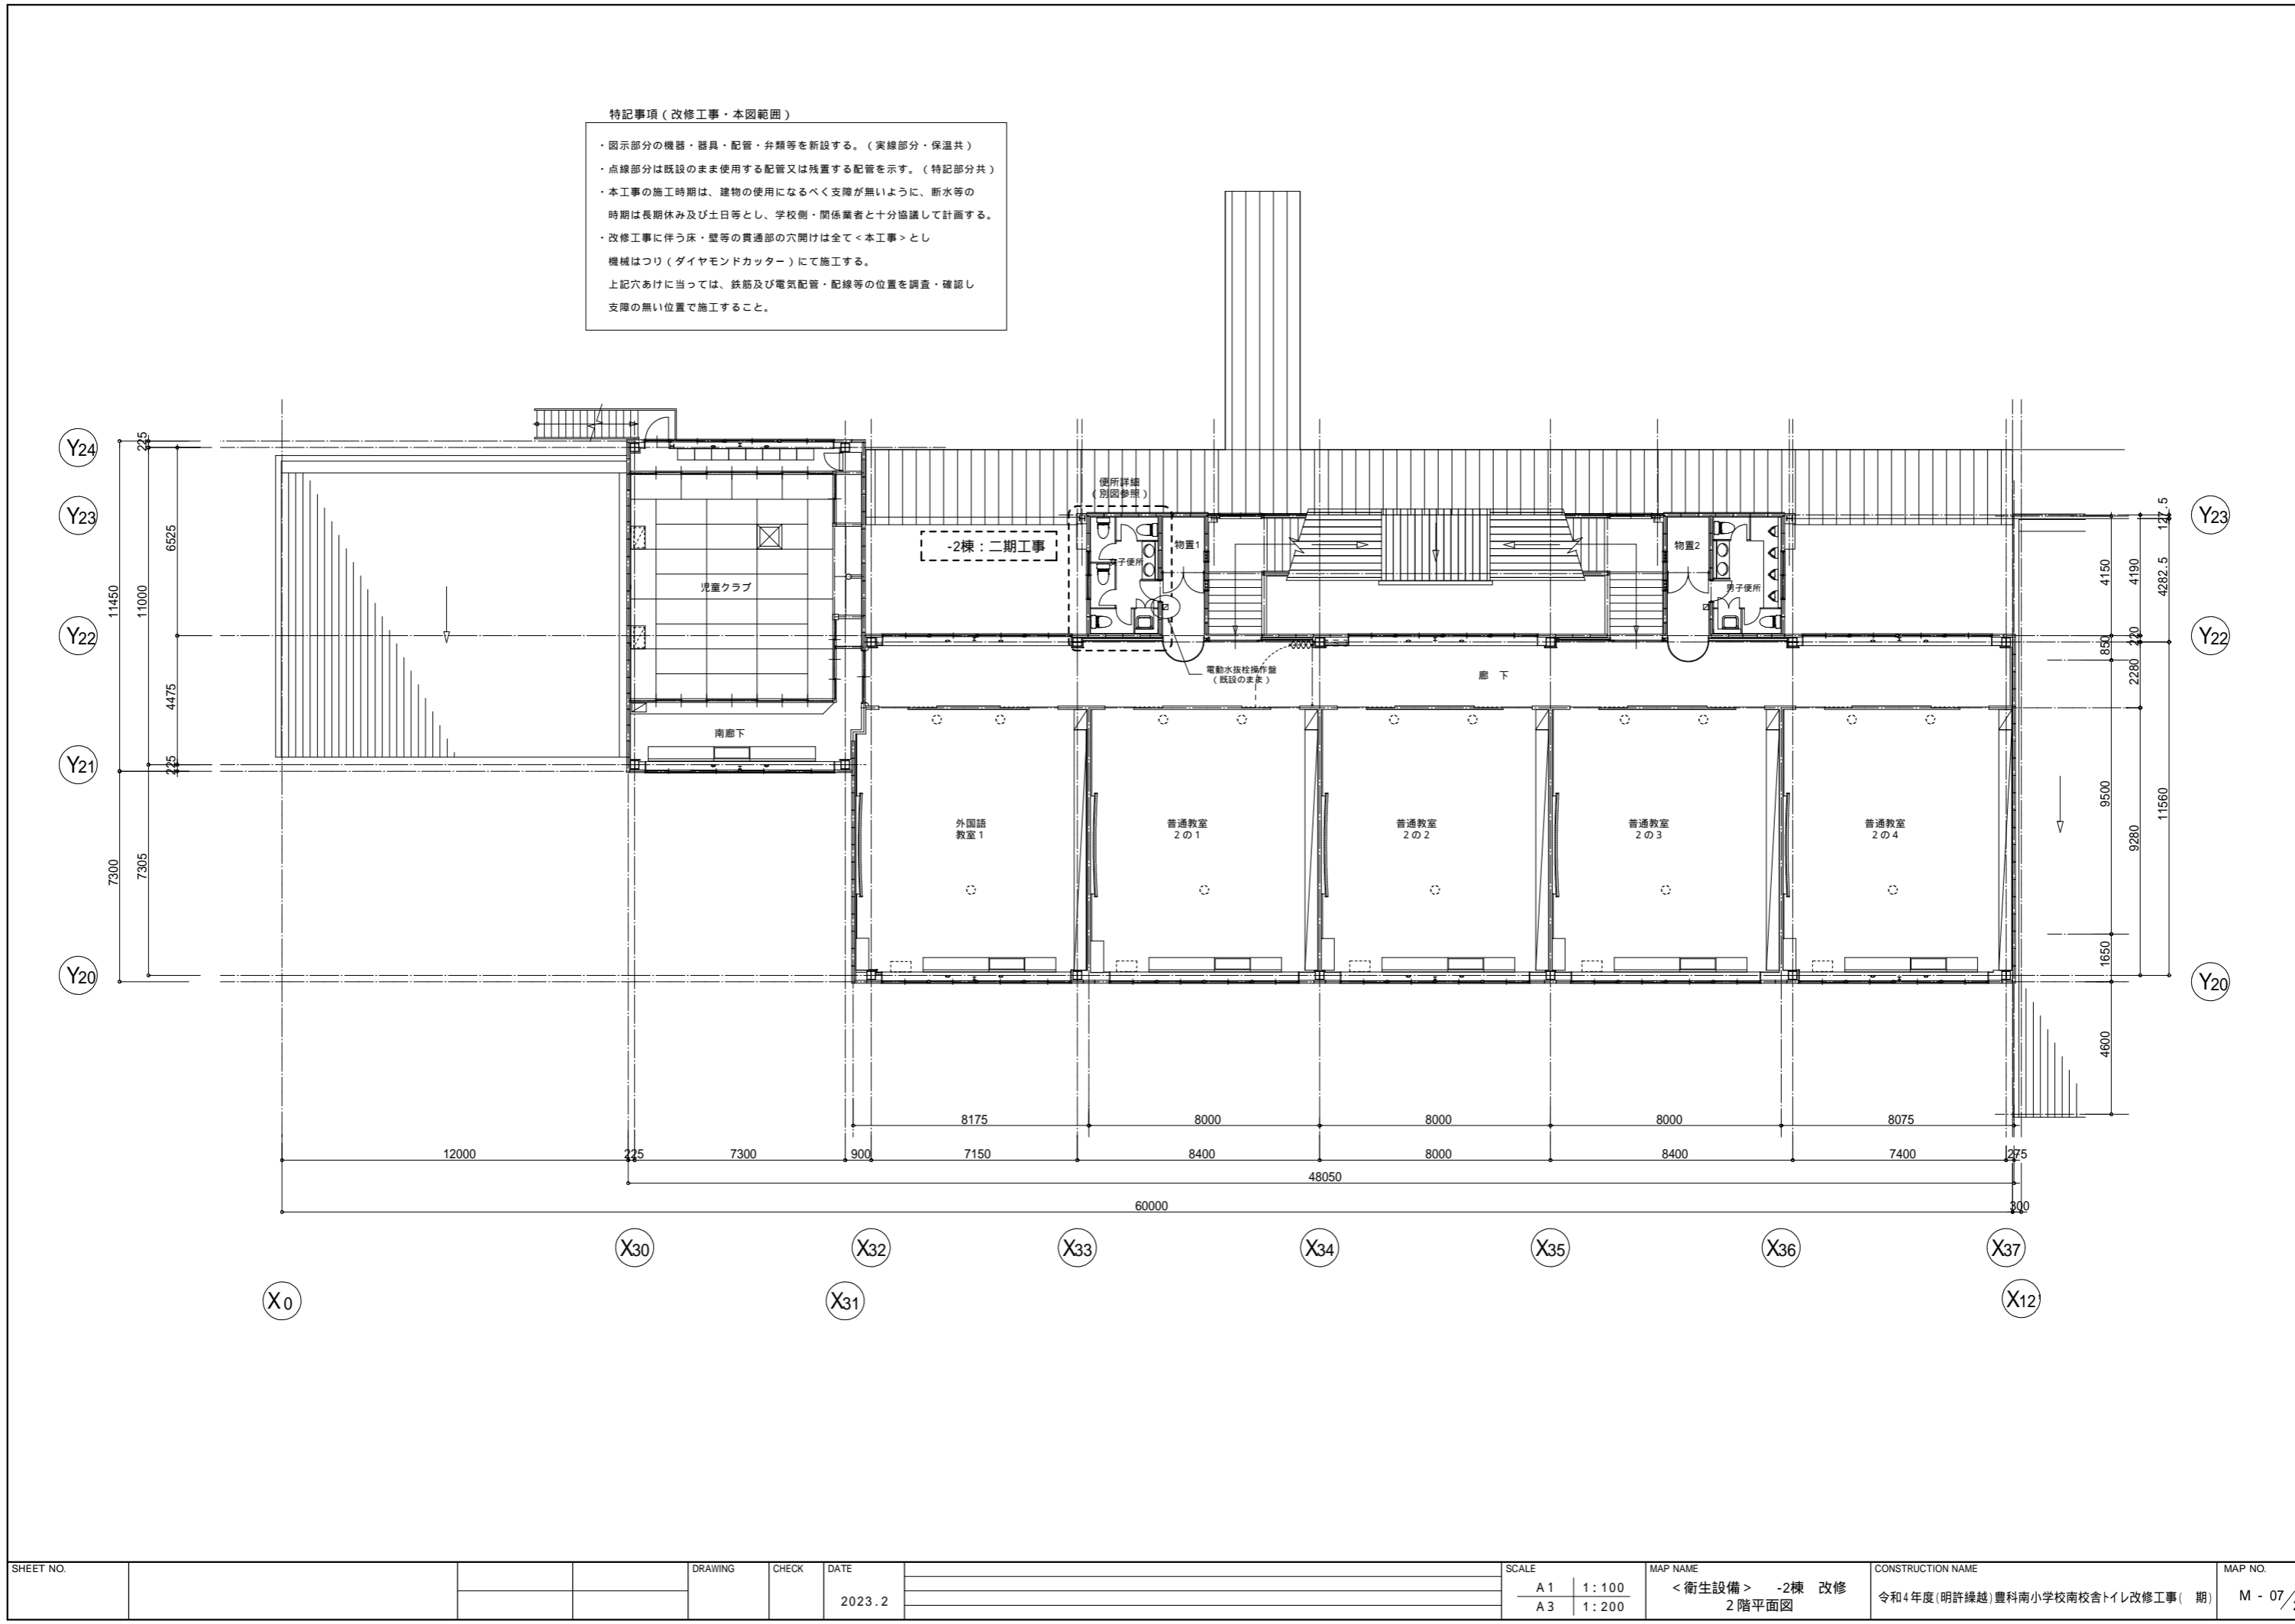 特記事項（改修工事・本図範囲）
・図示部分の機器・器具・配管・弁類等を新設する。（実線部分・保温共）
・点線部分は既設のまま使用する配管又は残置する配管を示す。（特記部分共）
・本工事の施工時期は、建物の使用になるべく支障が無いように、断水等の
時期は長期休み及び土日等とし、学校側・関係業者と十分協議して計画する。
・改修工事に伴う床・壁等の貫通部の穴開けは全て＜本工事＞とし
機械はつり（ダイヤモンドカッター）にて施工する。
上記穴あけに当っては、鉄筋及び電気配管・配線等の位置を調査・確認し
支障の無い位置で施工すること。
Y24
Y23
Y22
Y21
Y20
225
6525
11450
11000
4475
225
7300
7305
児童クラブ
南廊下
便所詳細
（別図参照）
-2棟：二期工事
女子便所
物置1
物置2
男子便所
電動水抜栓操作盤
（既設のまま）
廊 下
外国語
教室1
普通教室
2の1
普通教室
2の2
普通教室
2の3
普通教室
2の4
Y23
Y22
Y20
127.5
4150
4190
4282.5
220
850
2280
9500
9280
11560
1650
4600
8175 8000 8000 8000 8075
12000 225 7300 900 7150 8400 8000 8400 7400 275
48050
60000 300
X30 X32 X33 X34 X35 X36 X37
X0 X31 X12
SHEET NO.
DRAWING
CHECK
DATE
2023.2
SCALE
A1 1:100
A3 1:200
MAP NAME
＜衛生設備＞ -2棟 改修
2階平面図
CONSTRUCTION NAME
令和4年度(明許繰越)豊科南小学校南校舎トイレ改修工事( 期)
MAP NO.
M - 07/